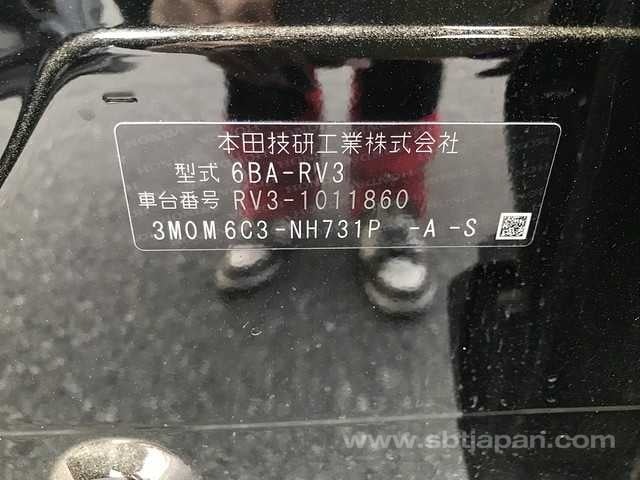 本田技研工業株式会社
型式 6BA-RV3
車台番号 RV3-1011860
3M0M6C3-NH731P -A -S
www.sbtjapan.com